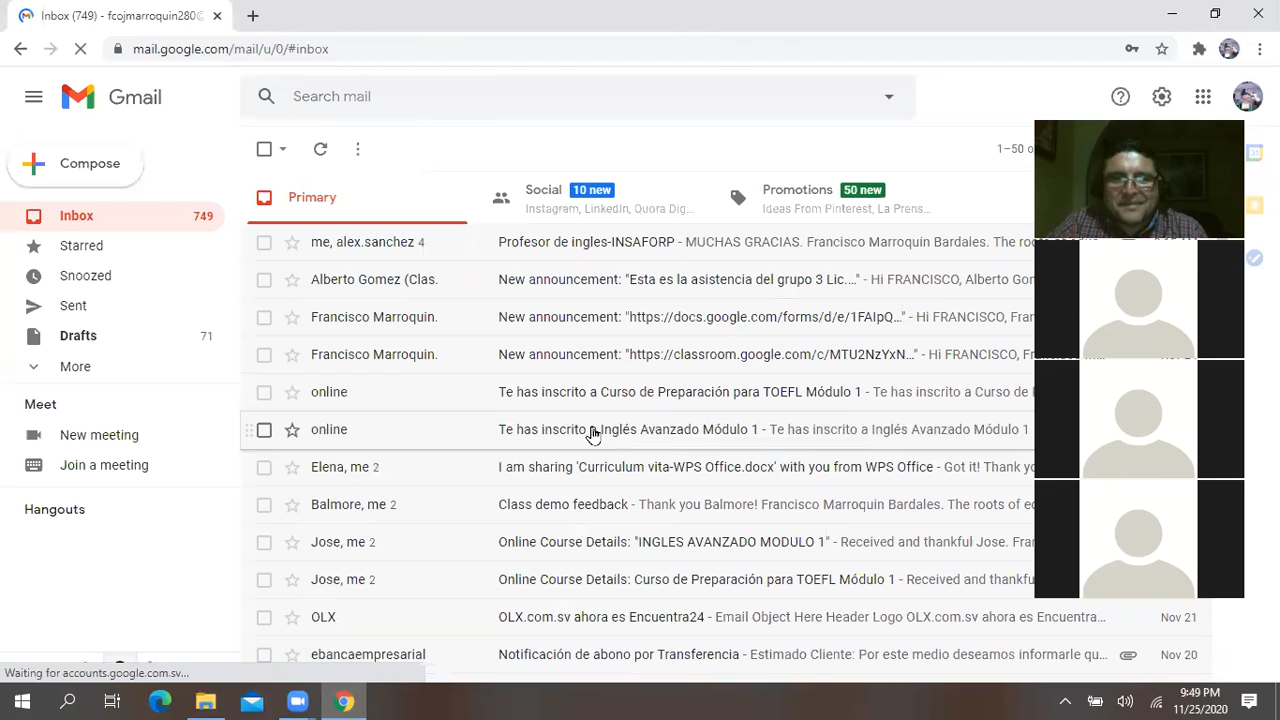 Inbox (749) - fcojmarroquin280@
mail.google.com/mail/u/0/#inbox
Gmail
Search mail
Compose
1–50 o
Inbox 749
Starred
Snoozed
Sent
Drafts 71
More
Meet
New meeting
Join a meeting
Hangouts
Primary
Social 10 new
Instagram, LinkedIn, Quora Dig...
Promotions 50 new
Ideas From Pinterest, La Prens...
me, alex.sanchez 4 Profesor de ingles-INSAFORP - MUCHAS GRACIAS. Francisco Marroquin Bardales. The roots
Alberto Gomez (Clas. New announcement: "Esta es la asistencia del grupo 3 Lic...." - Hi FRANCISCO, Alberto Gon
Francisco Marroquin. New announcement: "https://docs.google.com/forms/d/e/1FAIpQ..." - Hi FRANCISCO, Fran
Francisco Marroquin. New announcement: "https://classroom.google.com/c/MTU2NzYxN..." - Hi FRANCISCO,
online Te has inscrito a Curso de Preparación para TOEFL Módulo 1 - Te has inscrito a Curso de
online Te has inscrito a Inglés Avanzado Módulo 1 - Te has inscrito a Inglés Avanzado Módulo 1
Elena, me 2 I am sharing 'Curriculum vita-WPS Office.docx' with you from WPS Office - Got it! Thank yo
Balmore, me 2 Class demo feedback - Thank you Balmore! Francisco Marroquin Bardales. The roots of ed
Jose, me 2 Online Course Details: "INGLES AVANZADO MODULO 1" - Received and thankful Jose. Fran
Jose, me 2 Online Course Details: Curso de Preparación para TOEFL Módulo 1 - Received and thankfu
OLX OLX.com.sv ahora es Encuentra24 - Email Object Here Header Logo OLX.com.sv ahora es Encuentra... Nov 21
ebancaempresarial Notificación de abono por Transferencia - Estimado Cliente: Por este medio deseamos informarle qu... Nov 20
Waiting for accounts.google.com.sv...
9:49 PM
11/25/2020